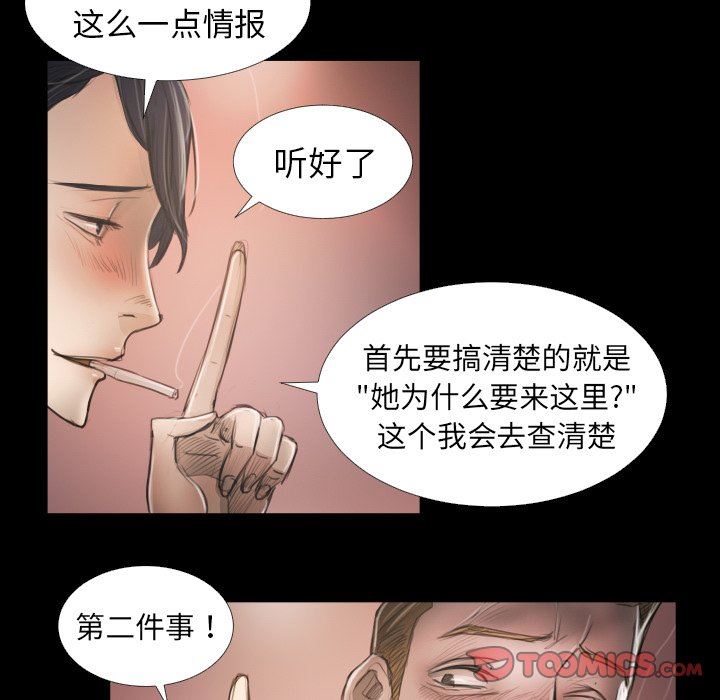 这么一点情报
听好了
首先要搞清楚的就是
"她为什么要来这里?"
这个我会去查清楚
第二件事！
TOOMICS.COM